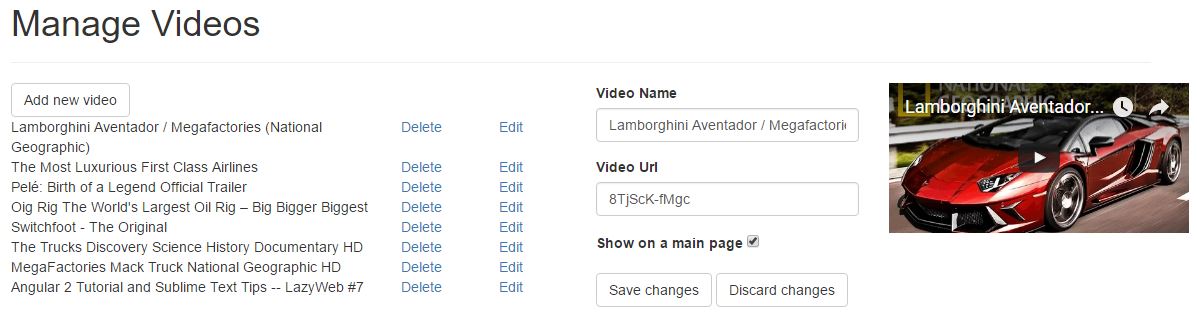 Manage Videos
Add new video
Lamborghini Aventador / Megafactories (National Geographic) Delete Edit
The Most Luxurious First Class Airlines Delete Edit
Pelé: Birth of a Legend Official Trailer Delete Edit
Oig Rig The World's Largest Oil Rig – Big Bigger Biggest Delete Edit
Switchfoot - The Original Delete Edit
The Trucks Discovery Science History Documentary HD Delete Edit
MegaFactories Mack Truck National Geographic HD Delete Edit
Angular 2 Tutorial and Sublime Text Tips -- LazyWeb #7 Delete Edit
Video Name
Lamborghini Aventador / Megafactorie
Video Url
8TjScK-fMgc
Show on a main page
Save changes Discard changes
NATIONAL
GEOGRAPHIC
Lamborghini Aventador...